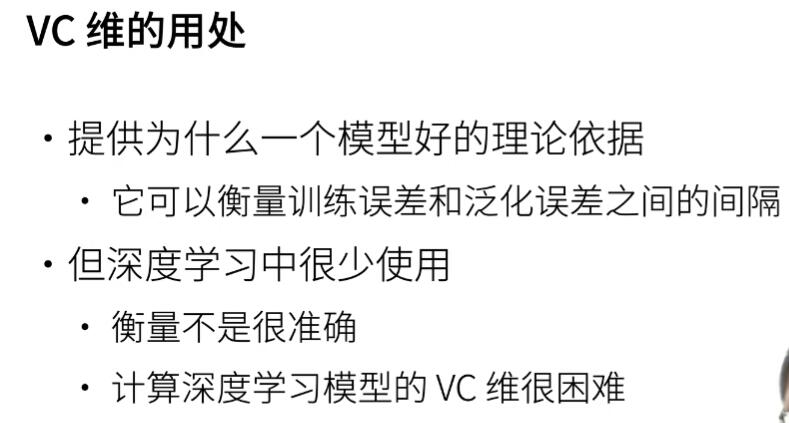 VC 维的用处
• 提供为什么一个模型好的理论依据
• 它可以衡量训练误差和泛化误差之间的间隔
• 但深度学习中很少使用
• 衡量不是很准确
• 计算深度学习模型的 VC 维很困难